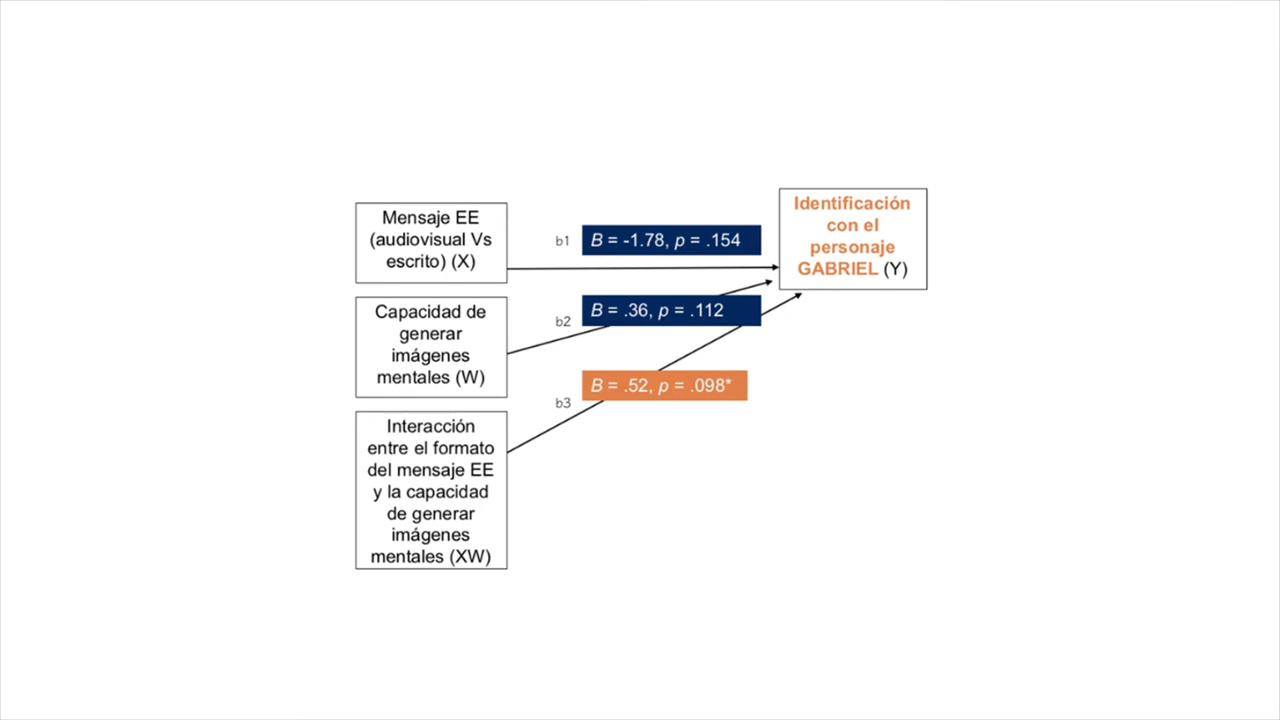 Mensaje EE
(audiovisual Vs
escrito) (X)
b1
B = -1.78, p = .154
Identificación
con el
personaje
GABRIEL (Y)
Capacidad de
generar
imágenes
mentales (W)
b2
B = .36, p = .112
b3
B = .52, p = .098*
Interacción
entre el formato
del mensaje EE
y la capacidad
de generar
imágenes
mentales (XW)